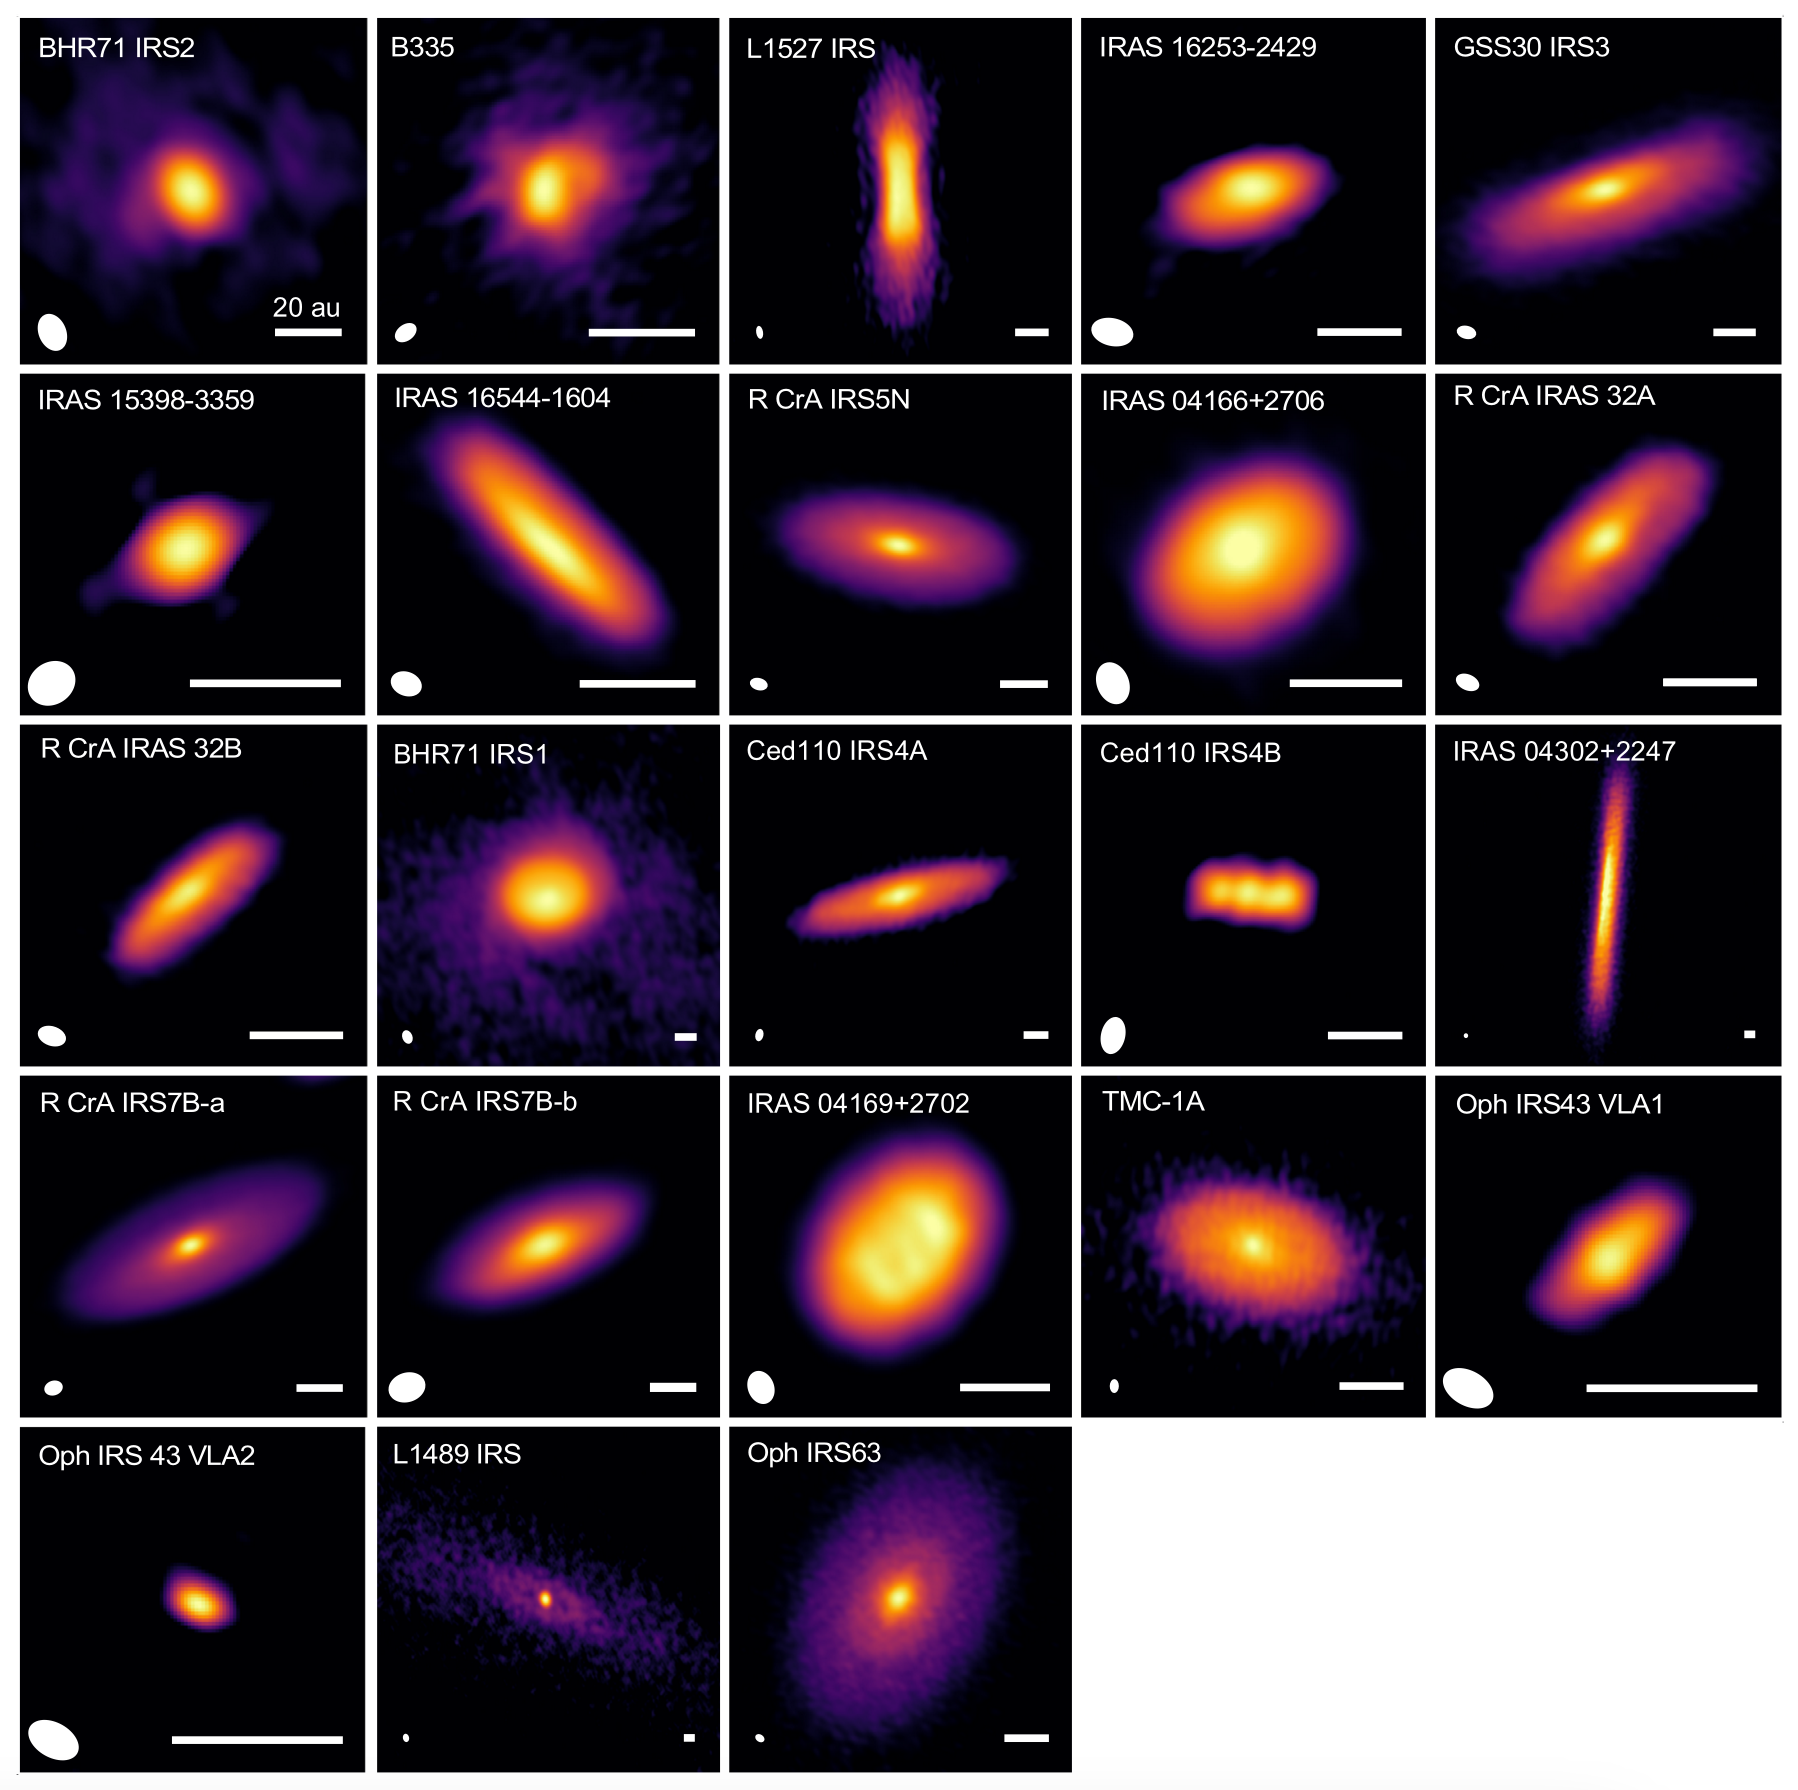 BHR71 IRS2
B335
L1527 IRS
IRAS 16253-2429
GSS30 IRS3
20 au
IRAS 15398-3359
IRAS 16544-1604
R CrA IRS5N
IRAS 04166+2706
R CrA IRAS 32A
R CrA IRAS 32B
BHR71 IRS1
Ced110 IRS4A
Ced110 IRS4B
IRAS 04302+2247
R CrA IRS7B-a
R CrA IRS7B-b
IRAS 04169+2702
TMC-1A
Oph IRS43 VLA1
Oph IRS 43 VLA2
L1489 IRS
Oph IRS63